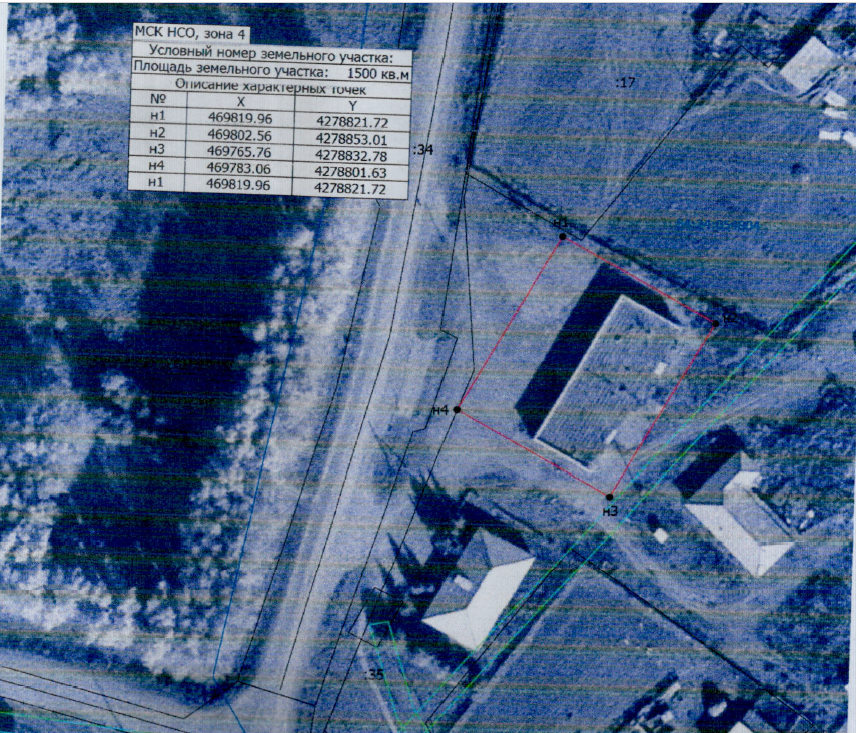 МСК НСО, зона 4
Условный номер земельного участка:
Площадь земельного участка: 1500 кв.м
Описание характерных точек
№ X Y
н1 469819.96 4278821.72
н2 469802.56 4278853.01
н3 469765.76 4278832.78
н4 469783.06 4278801.63
н1 469819.96 4278821.72
:17
:34
н4
н3
:35